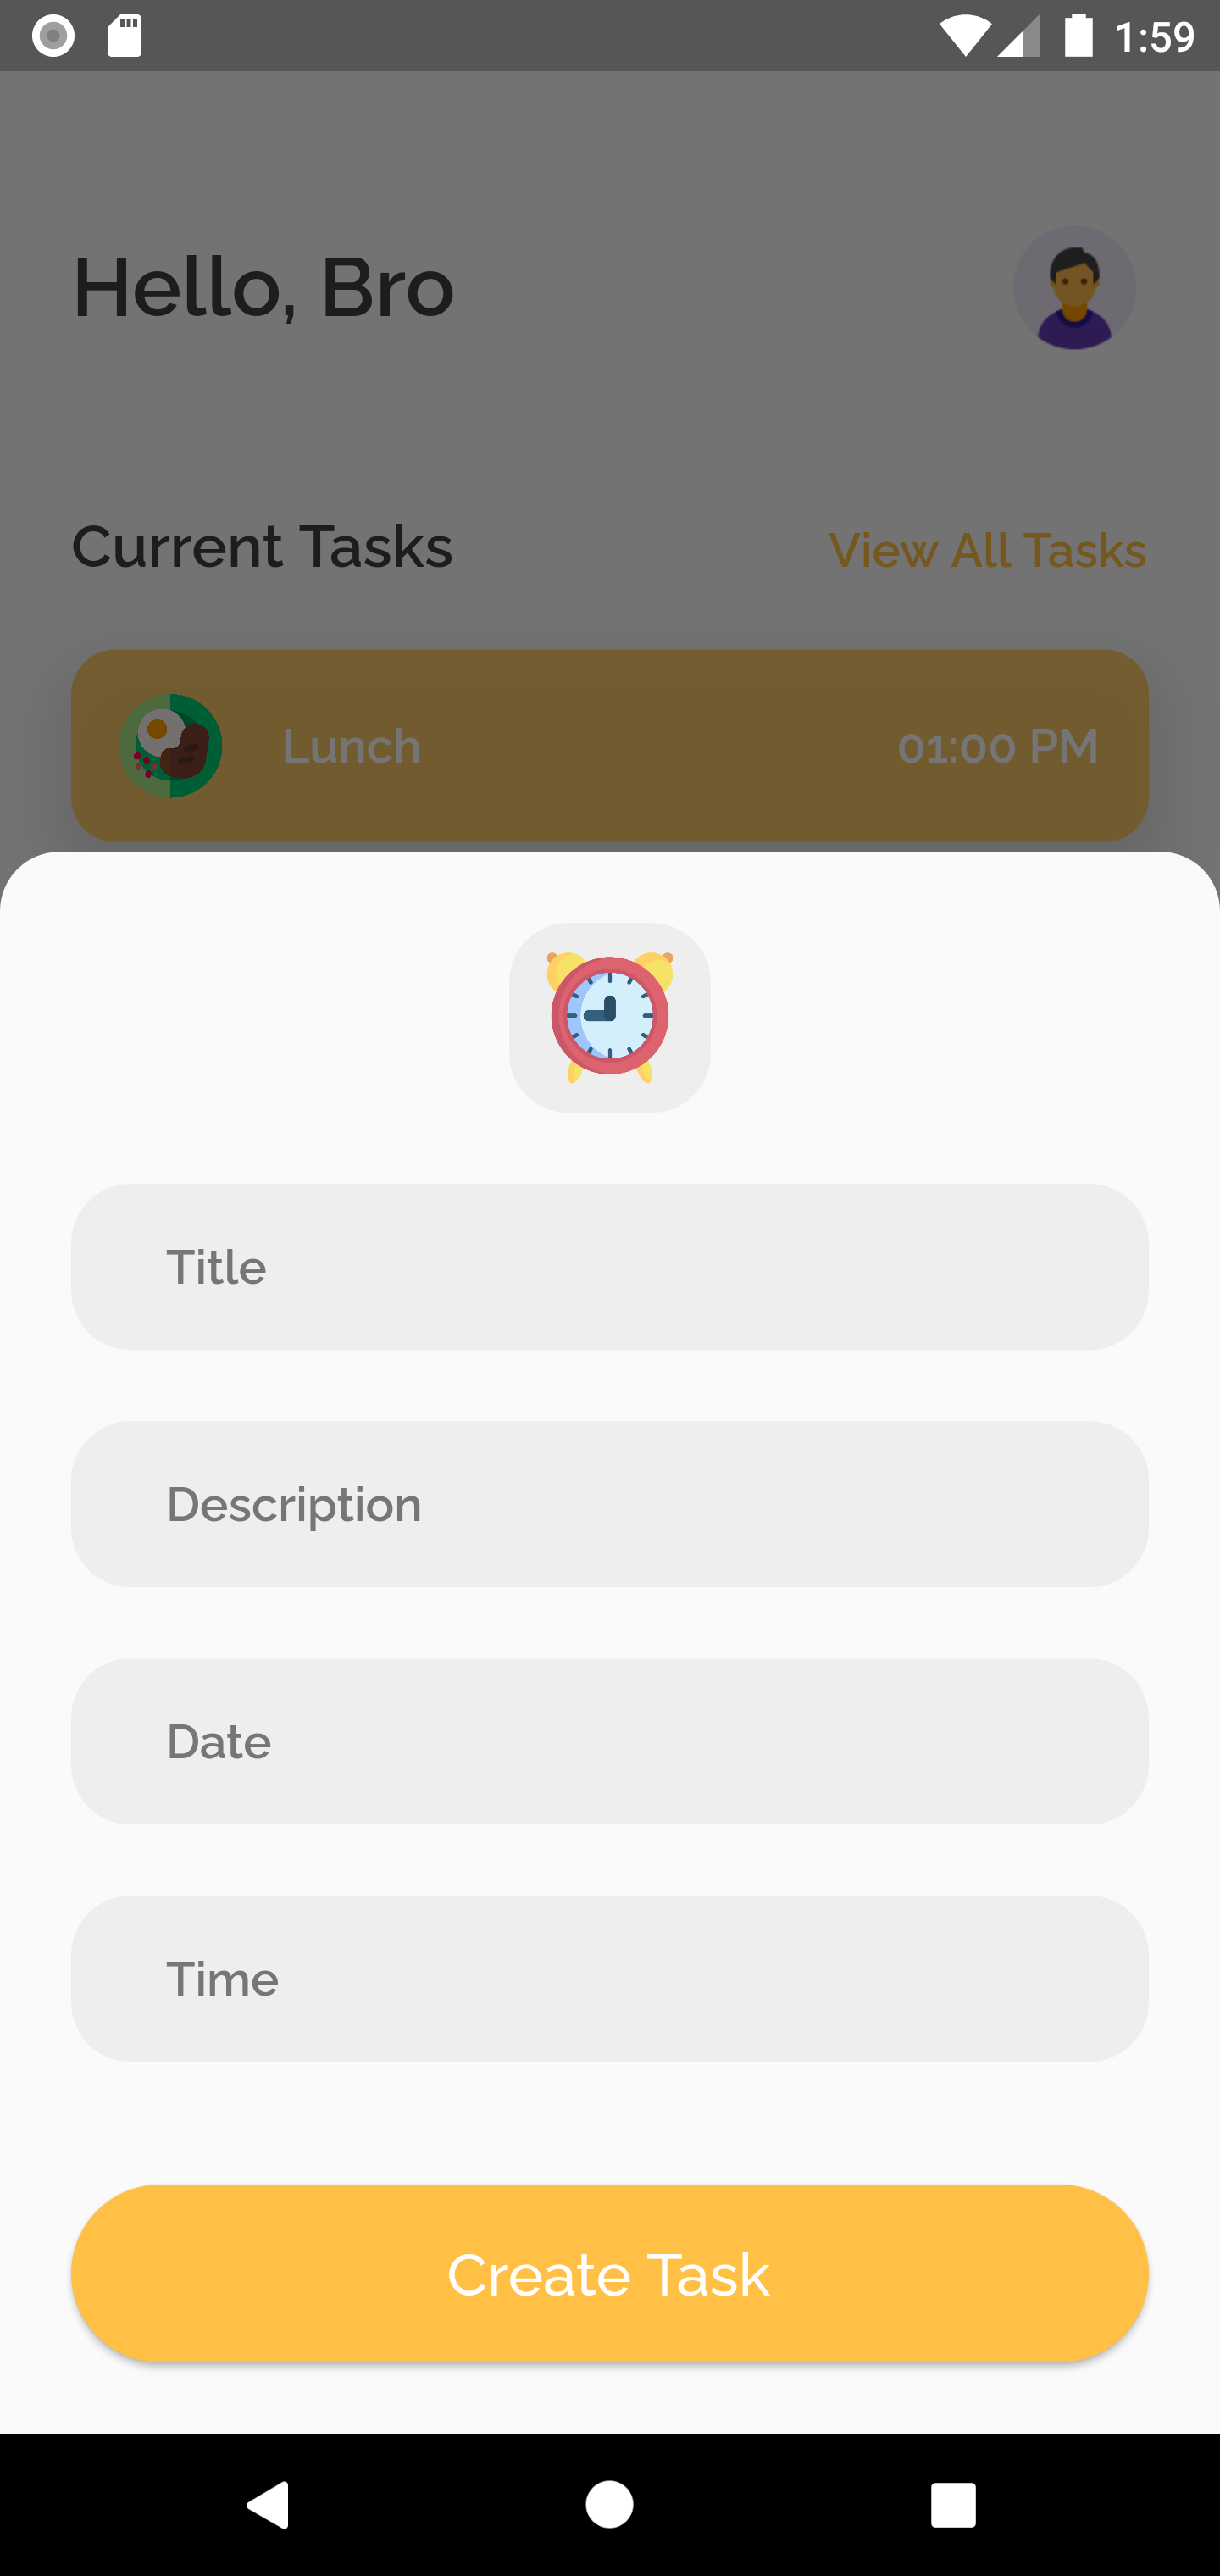 1:59
Hello, Bro
Current Tasks
View All Tasks
Lunch
01:00 PM
Title
Description
Date
Time
Create Task